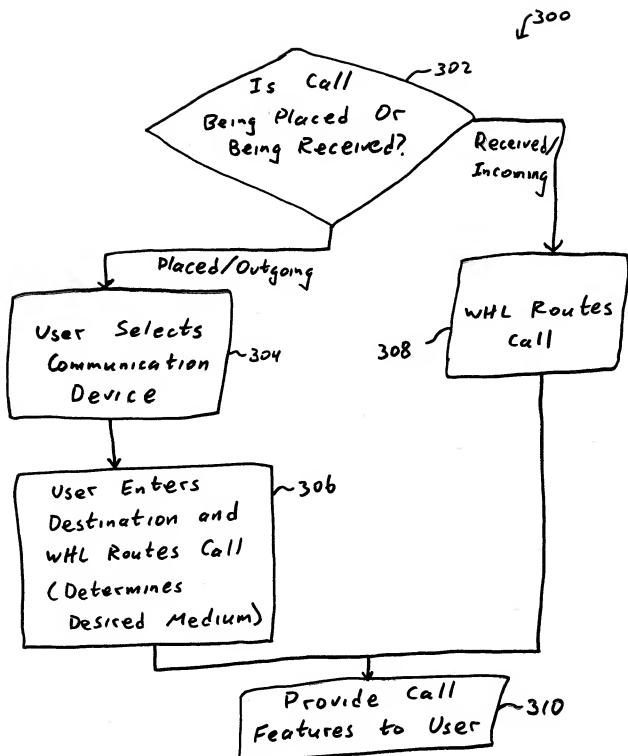 300
302
Is Call
Being Placed Or
Being Received?
Received/
Incoming
Placed/Outgoing
User Selects
Communication
Device
304
308
WHL Routes
Call
User Enters
Destination and
WHL Routes Call
(Determines
Desired Medium)
306
Provide Call
Features to User
310